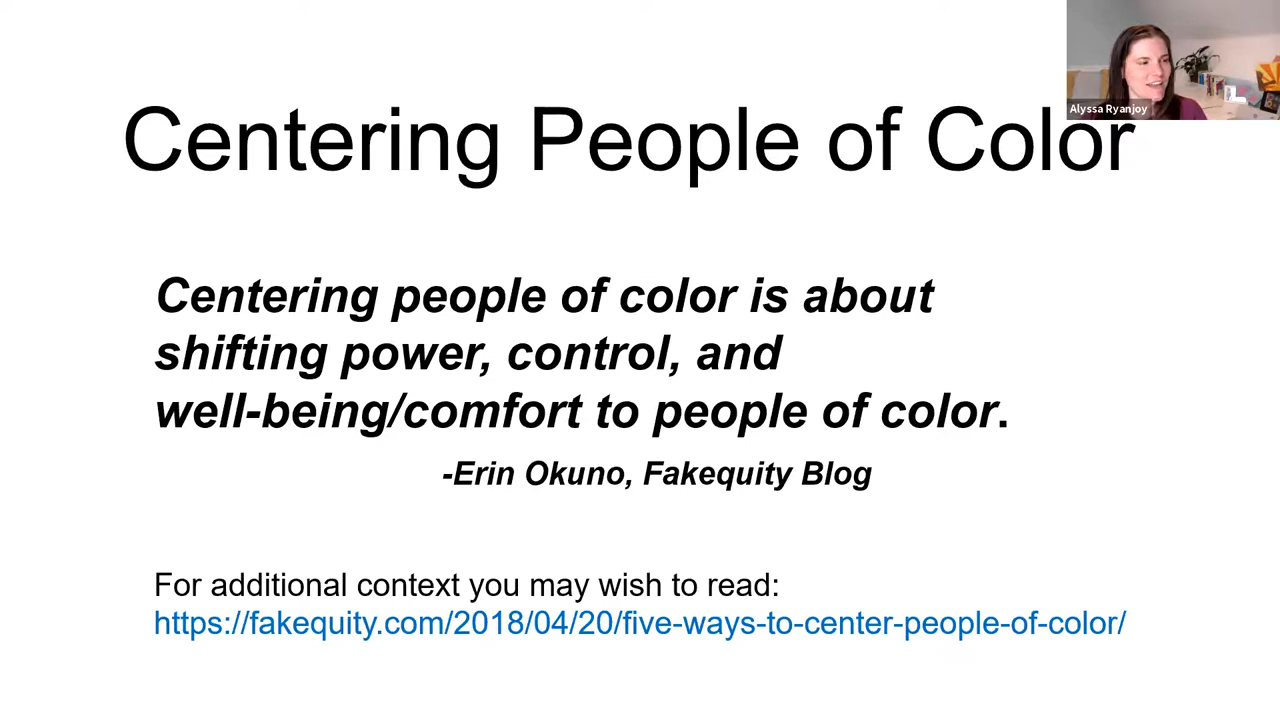 Centering People of Color
Alyssa Ryanjoy
Centering people of color is about
shifting power, control, and
well-being/comfort to people of color.
-Erin Okuno, Fakequity Blog
For additional context you may wish to read:
https://fakequity.com/2018/04/20/five-ways-to-center-people-of-color/